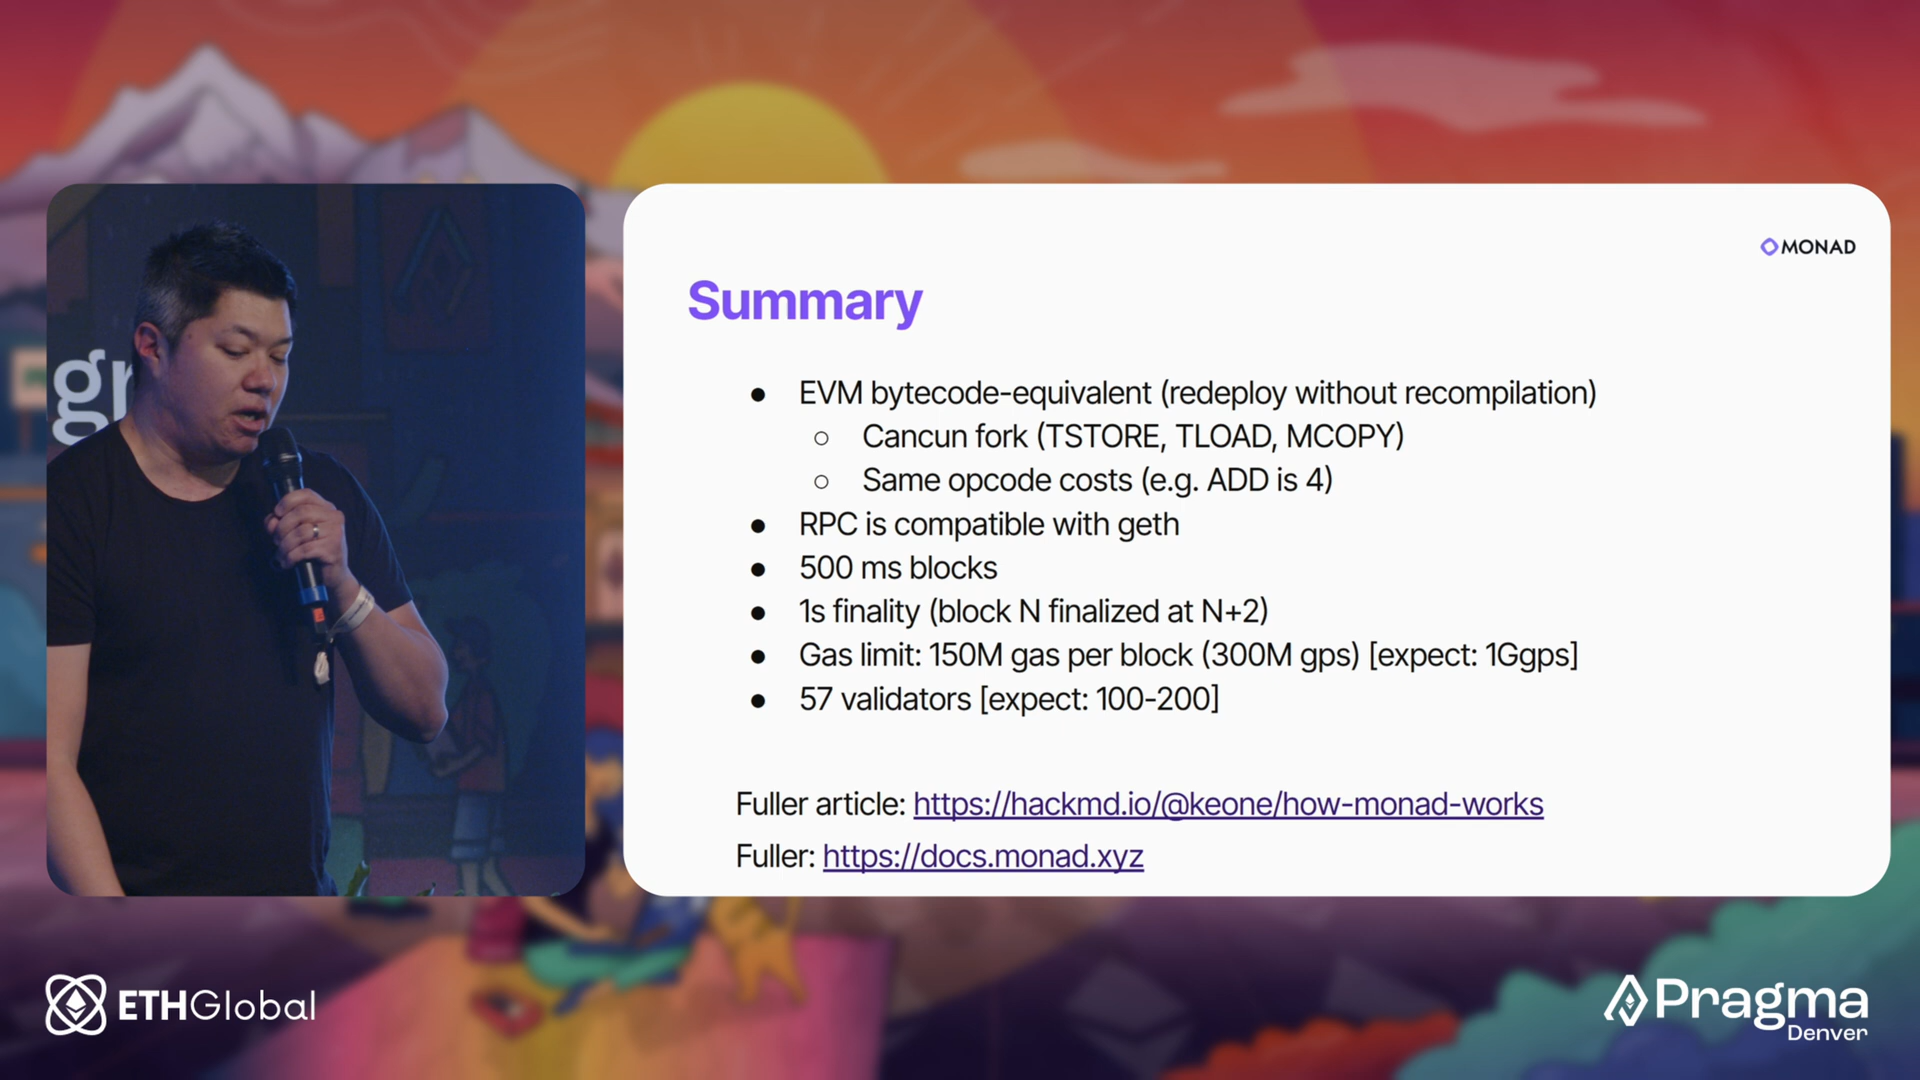 MONAD
Summary
● EVM bytecode-equivalent (redeploy without recompilation)
○ Cancun fork (TSTORE, TLOAD, MCOPY)
○ Same opcode costs (e.g. ADD is 4)
● RPC is compatible with geth
● 500 ms blocks
● 1s finality (block N finalized at N+2)
● Gas limit: 150M gas per block (300M gps) [expect: 1Ggps]
● 57 validators [expect: 100-200]
Fuller article: https://hackmd.io/@keone/how-monad-works
Fuller: https://docs.monad.xyz
gr
ETHGlobal
Pragma
Denver